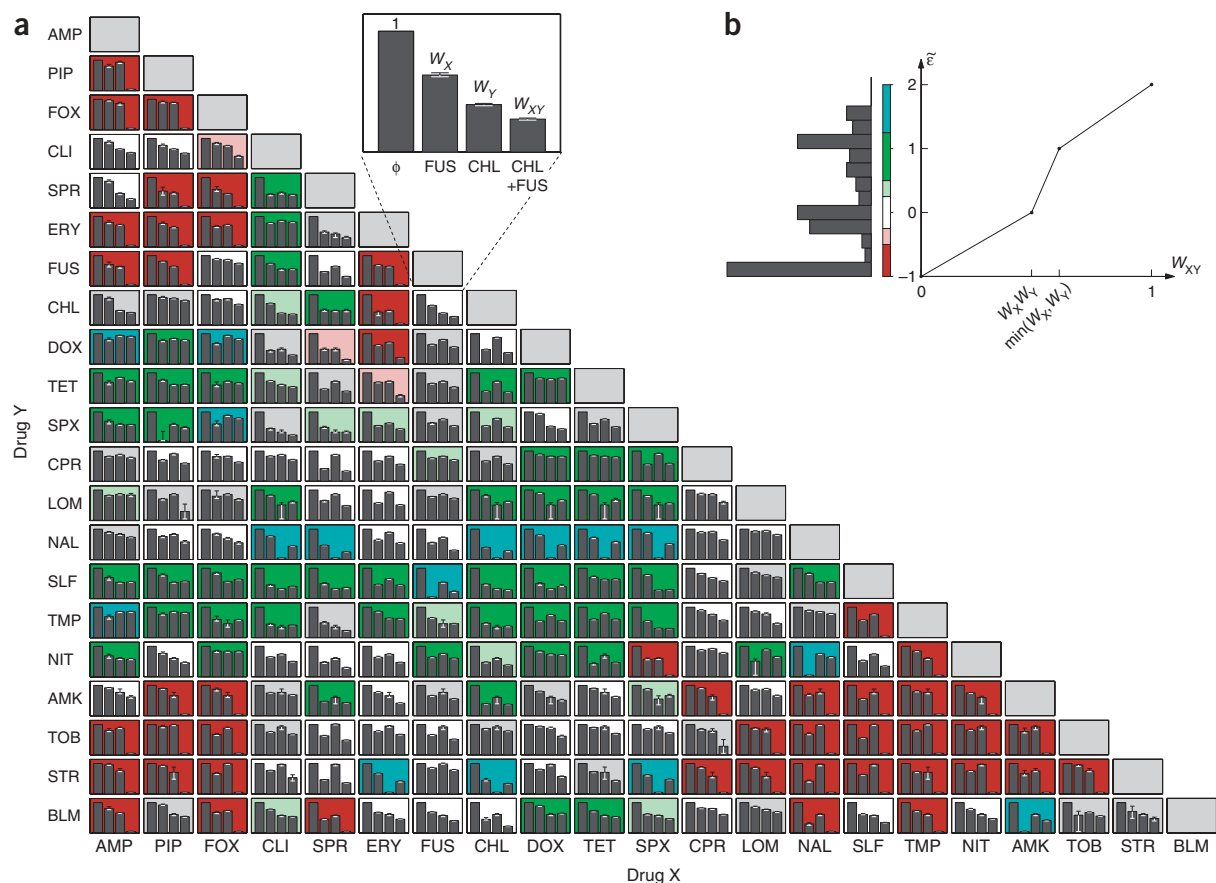 a
b
AMP
PIP
FOX
CLI
SPR
ERY
FUS
CHL
DOX
TET
SPX
CPR
LOM
NAL
SLF
TMP
NIT
AMK
TOB
STR
BLM
Drug Y
1
W_X
W_Y
W_XY
ϕ FUS CHL CHL
+FUS
AMP PIP FOX CLI SPR ERY FUS CHL DOX TET SPX CPR LOM NAL SLF TMP NIT AMK TOB STR BLM
Drug X
ε̃
2
1
0
−1
0 1 W_XY
W_X W_Y
min(W_X, W_Y)